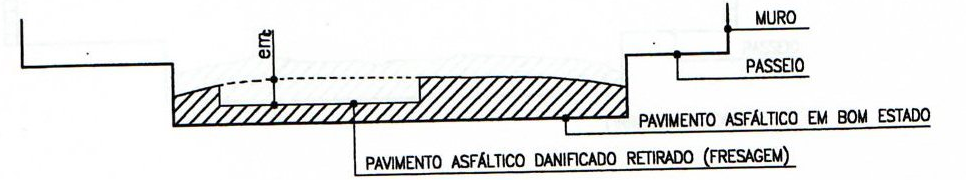 MURO
em
PASSEIO
PAVIMENTO ASFÁLTICO EM BOM ESTADO
PAVIMENTO ASFÁLTICO DANIFICADO RETIRADO (FRESAGEM)